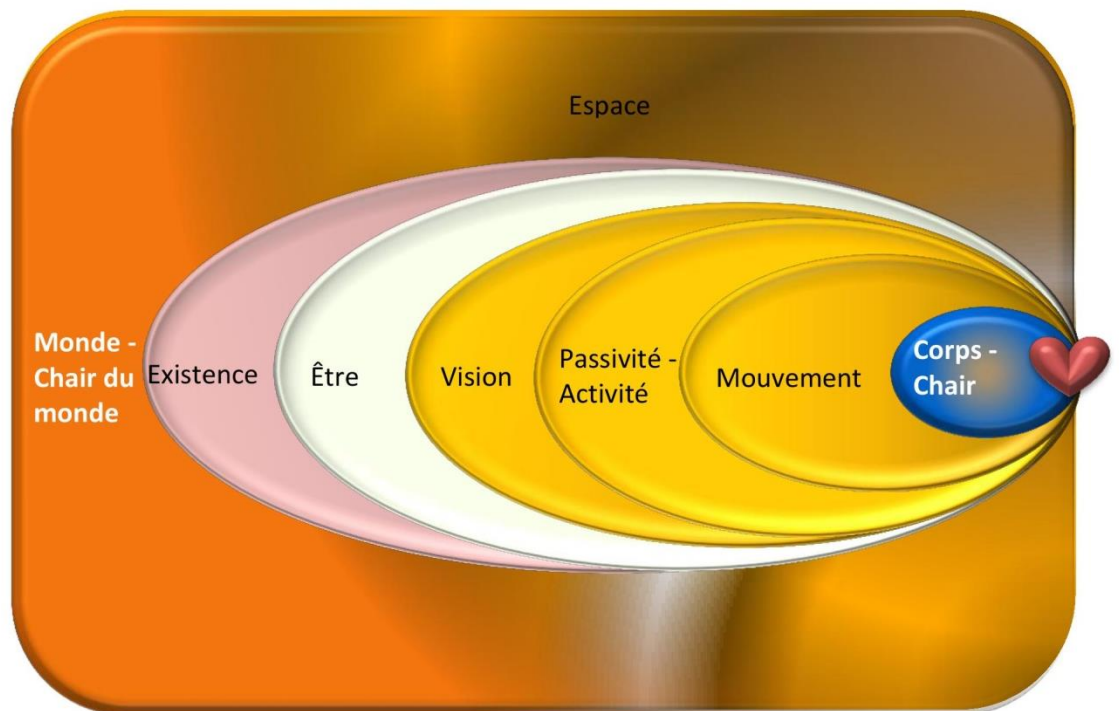 Espace
Monde -
Chair du
monde
Existence
Être
Vision
Passivité -
Activité
Mouvement
Corps -
Chair